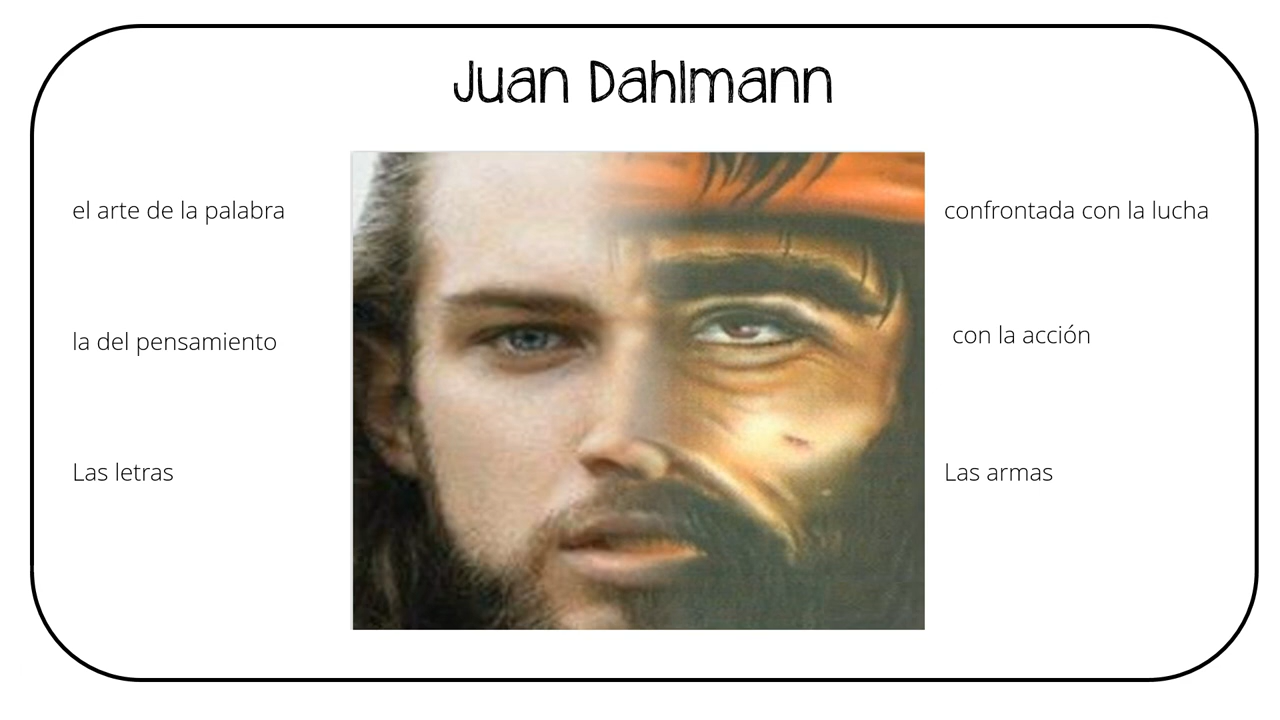 Juan Dahlmann
el arte de la palabra
confrontada con la lucha
la del pensamiento
con la acción
Las letras
Las armas